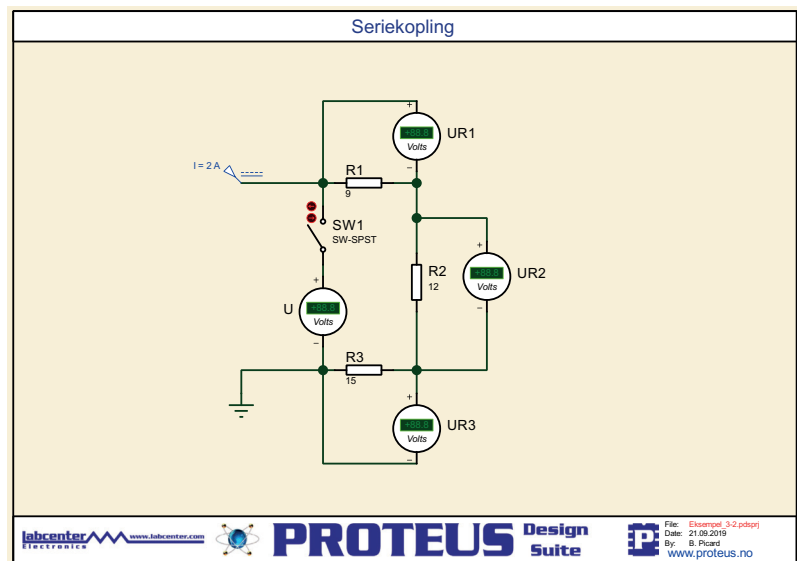 Seriekopling
+88.8
Volts
UR1
I = 2 A
R1
9
SW1
SW-SPST
+88.8
Volts
UR2
R2
12
U
+88.8
Volts
R3
15
+88.8
Volts
UR3
labcenter www.labcenter.com
Electronics
PROTEUS Design Suite
File: Eksempel_3-2.pdsprj
Date: 21.09.2019
By: B. Picard
www.proteus.no